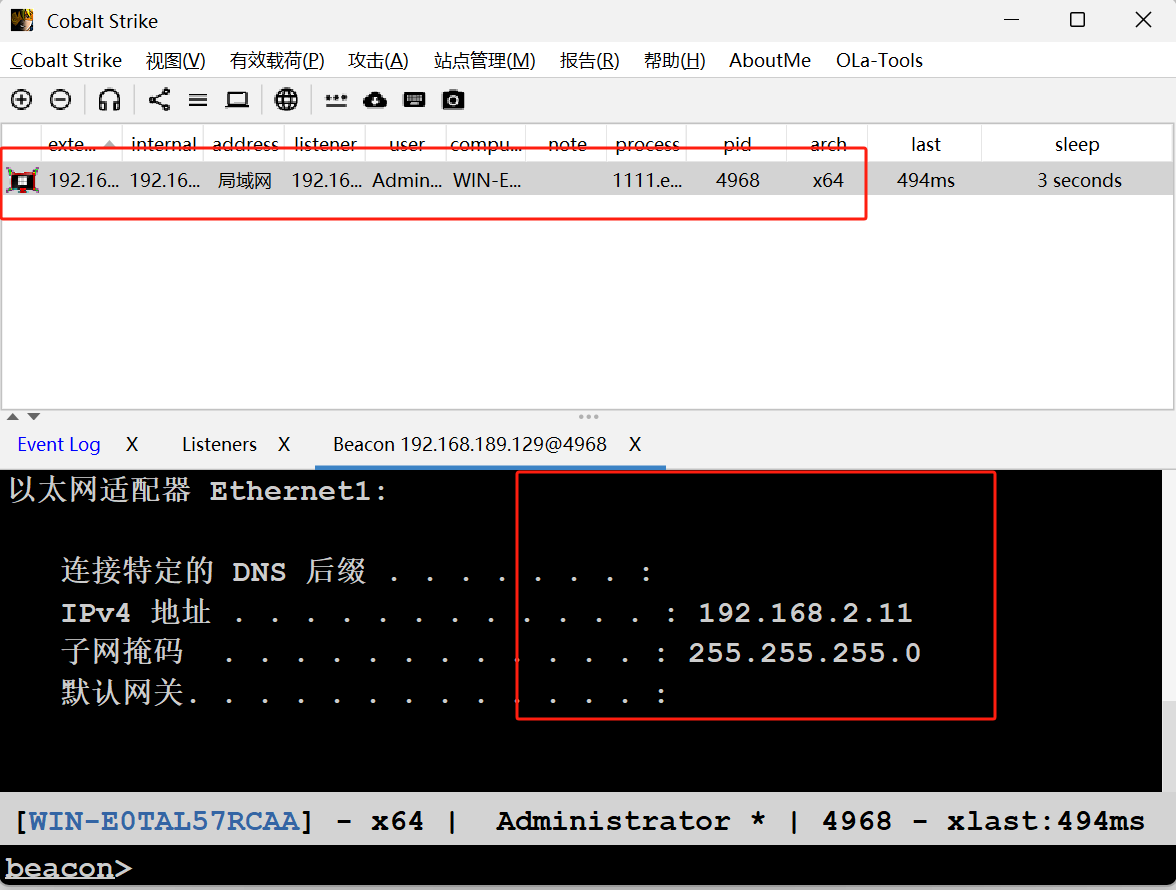 Cobalt Strike
Cobalt Strike 视图(V) 有效载荷(P) 攻击(A) 站点管理(M) 报告(R) 帮助(H) AboutMe OLa-Tools
exte... internal address listener user compu... note process pid arch last sleep
192.16... 192.16... 局域网 192.16... Admin... WIN-E... 1111.e... 4968 x64 494ms 3 seconds
Event Log X Listeners X Beacon 192.168.189.129@4968 X
以太网适配器 Ethernet1:
连接特定的 DNS 后缀 . . . . . . . :
IPv4 地址 . . . . . . . . . . . . : 192.168.2.11
子网掩码 . . . . . . . . . . . . : 255.255.255.0
默认网关. . . . . . . . . . . . . :
[WIN-E0TAL57RCAA] - x64 | Administrator * | 4968 - xlast:494ms
beacon>